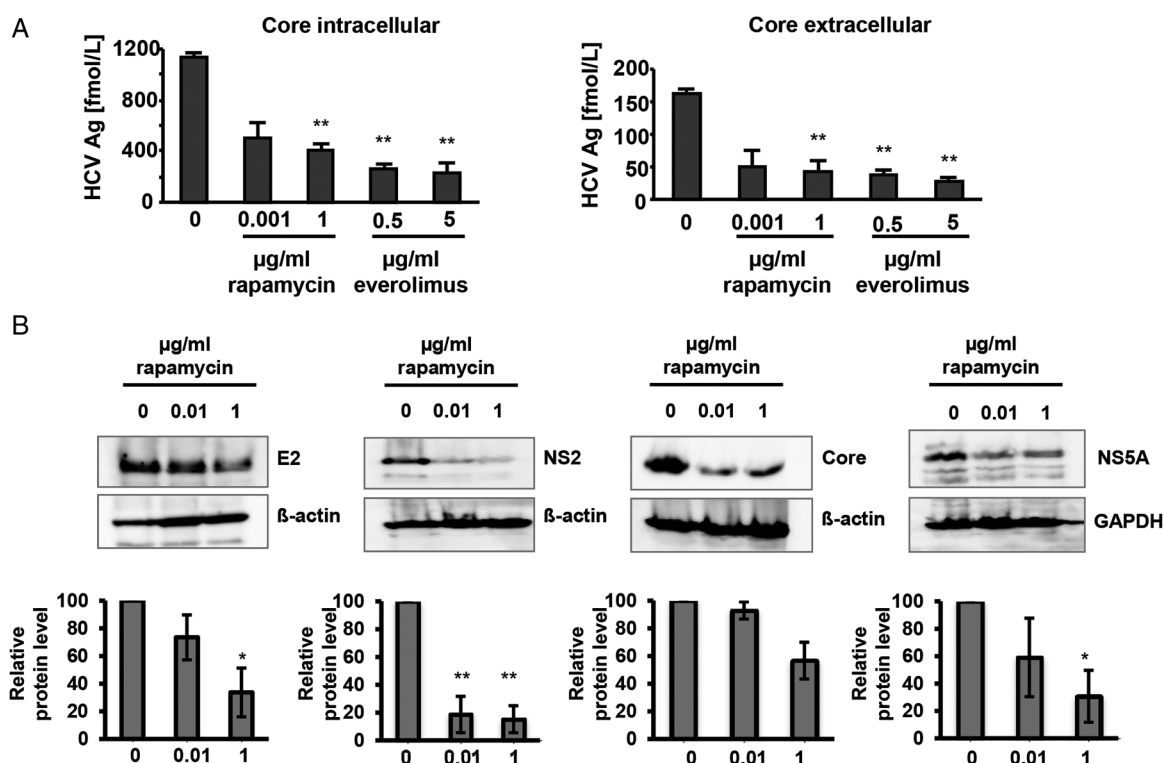 A
Core intracellular
HCV Ag [fmol/L]
1200
800
400
0
** ** **
0 0.001 1 0.5 5
µg/ml µg/ml
rapamycin everolimus
Core extracellular
HCV Ag [fmol/L]
200
150
100
50
0
** ** **
0 0.001 1 0.5 5
µg/ml µg/ml
rapamycin everolimus
B
µg/ml
rapamycin
0 0.01 1
E2
ß-actin
Relative
protein level
100
80
60
40
20
0
*
0 0.01 1
µg/ml
rapamycin
0 0.01 1
NS2
ß-actin
Relative
protein level
100
80
60
40
20
0
** **
0 0.01 1
µg/ml
rapamycin
0 0.01 1
Core
ß-actin
Relative
protein level
100
80
60
40
20
0
0 0.01 1
µg/ml
rapamycin
0 0.01 1
NS5A
GAPDH
Relative
protein level
100
80
60
40
20
0
*
0 0.01 1